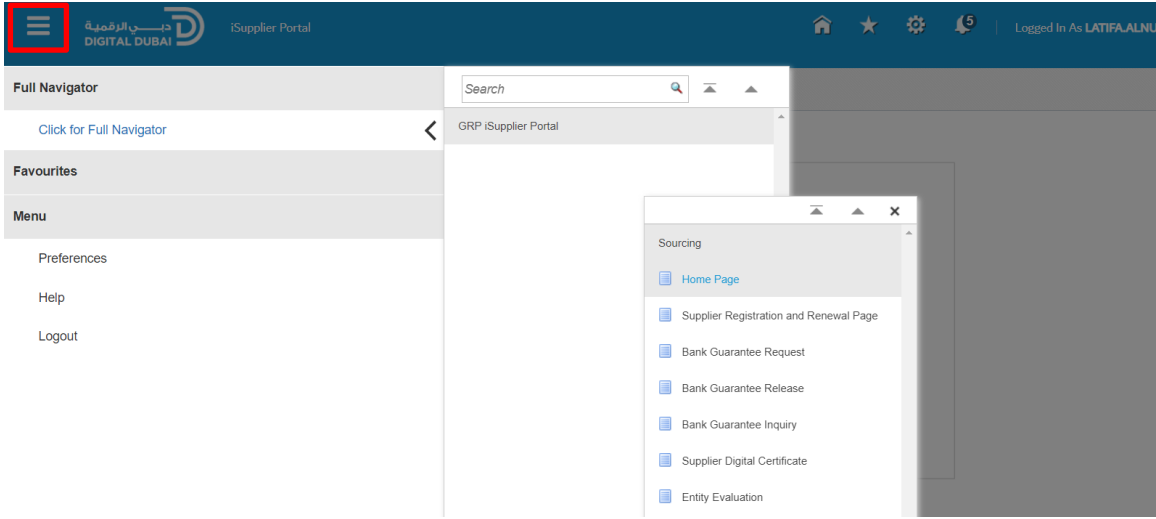 دبـــــي الرقمية
DIGITAL DUBAI
iSupplier Portal
5
Logged In As LATIFA.ALNU
Full Navigator
Click for Full Navigator
Favourites
Menu
Preferences
Help
Logout
Search
GRP iSupplier Portal
Sourcing
Home Page
Supplier Registration and Renewal Page
Bank Guarantee Request
Bank Guarantee Release
Bank Guarantee Inquiry
Supplier Digital Certificate
Entity Evaluation